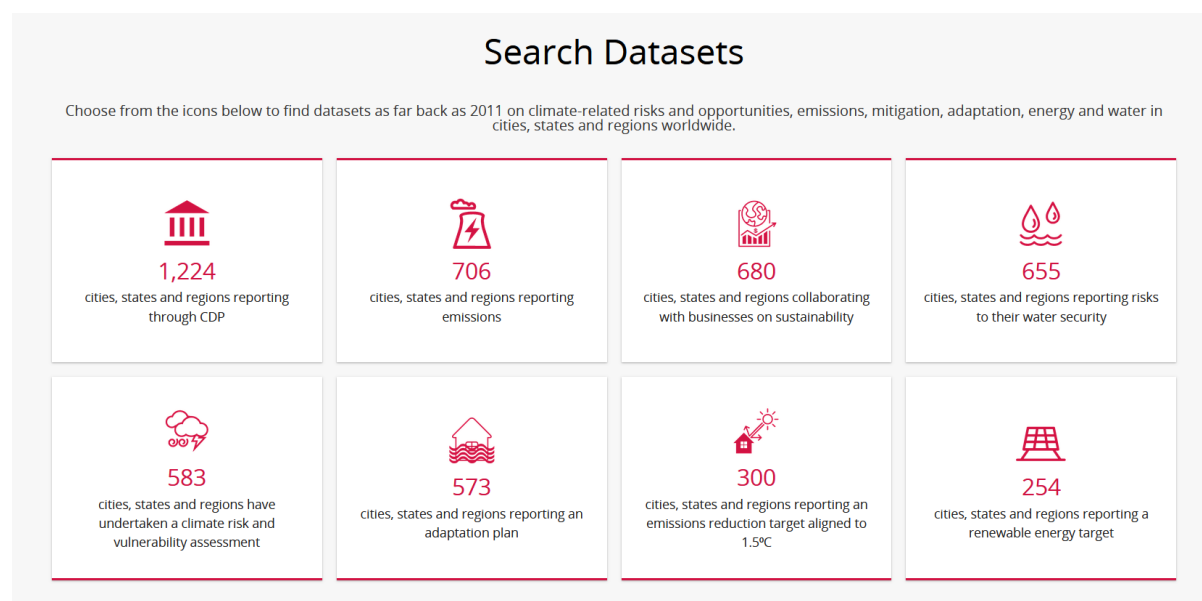 Search Datasets
Choose from the icons below to find datasets as far back as 2011 on climate-related risks and opportunities, emissions, mitigation, adaptation, energy and water in
cities, states and regions worldwide.
1,224
cities, states and regions reporting
through CDP
706
cities, states and regions reporting
emissions
680
cities, states and regions collaborating
with businesses on sustainability
655
cities, states and regions reporting risks
to their water security
583
cities, states and regions have
undertaken a climate risk and
vulnerability assessment
573
cities, states and regions reporting an
adaptation plan
300
cities, states and regions reporting an
emissions reduction target aligned to
1.5ºC
254
cities, states and regions reporting a
renewable energy target